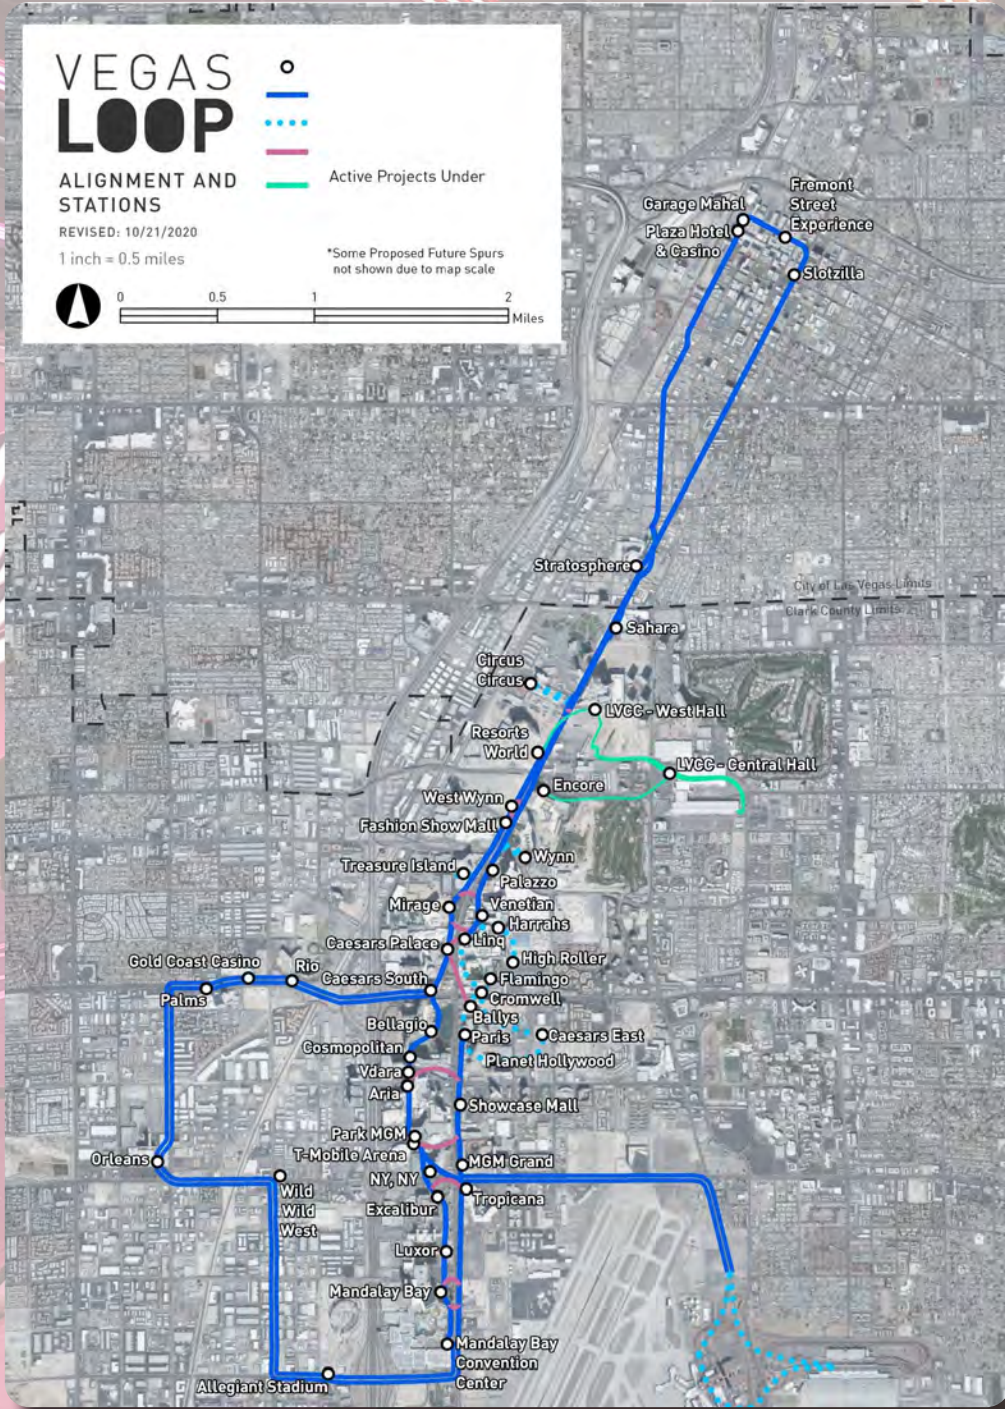 VEGAS
LOOP
ALIGNMENT AND
STATIONS
REVISED: 10/21/2020
1 inch = 0.5 miles
Active Projects Under
*Some Proposed Future Spurs
not shown due to map scale
0 0.5 1 2
Miles
Garage Mahal
Plaza Hotel
& Casino
Fremont
Street
Experience
Slotzilla
Stratosphere
City of Las Vegas Limits
Clark County Limits
Sahara
Circus
Circus
LVCC - West Hall
Resorts
World
LVCC - Central Hall
Encore
West Wynn
Fashion Show Mall
Wynn
Treasure Island
Palazzo
Mirage
Venetian
Harrahs
Linq
Caesars Palace
High Roller
Gold Coast Casino
Rio
Caesars South
Flamingo
Palms
Cromwell
Ballys
Bellagio
Paris
Caesars East
Cosmopolitan
Planet Hollywood
Vdara
Aria
Showcase Mall
Park MGM
T-Mobile Arena
Orleans
MGM Grand
NY, NY
Wild
Wild
West
Tropicana
Excalibur
Luxor
Mandalay Bay
Mandalay Bay
Convention
Center
Allegiant Stadium